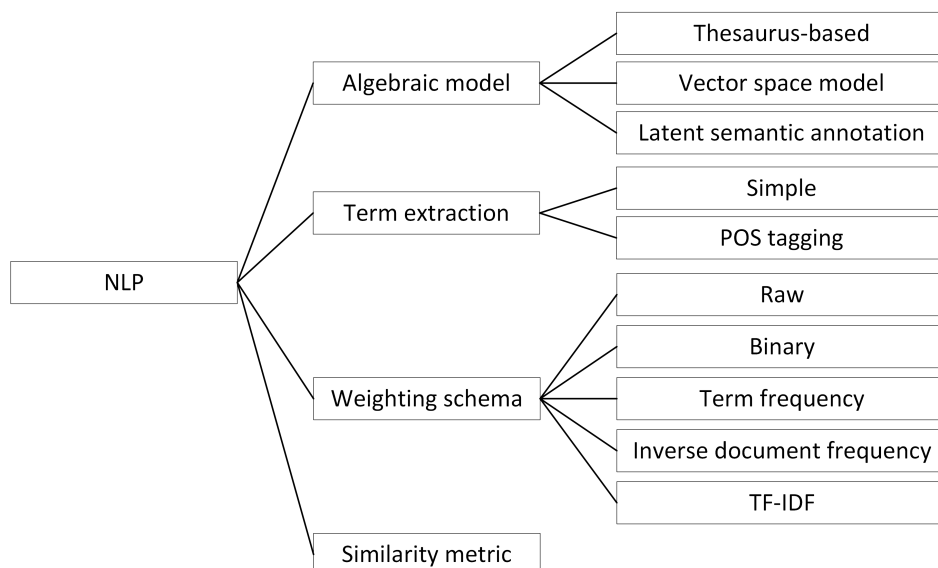 NLP
Algebraic model
Thesaurus-based
Vector space model
Latent semantic annotation
Term extraction
Simple
POS tagging
Weighting schema
Raw
Binary
Term frequency
Inverse document frequency
TF-IDF
Similarity metric